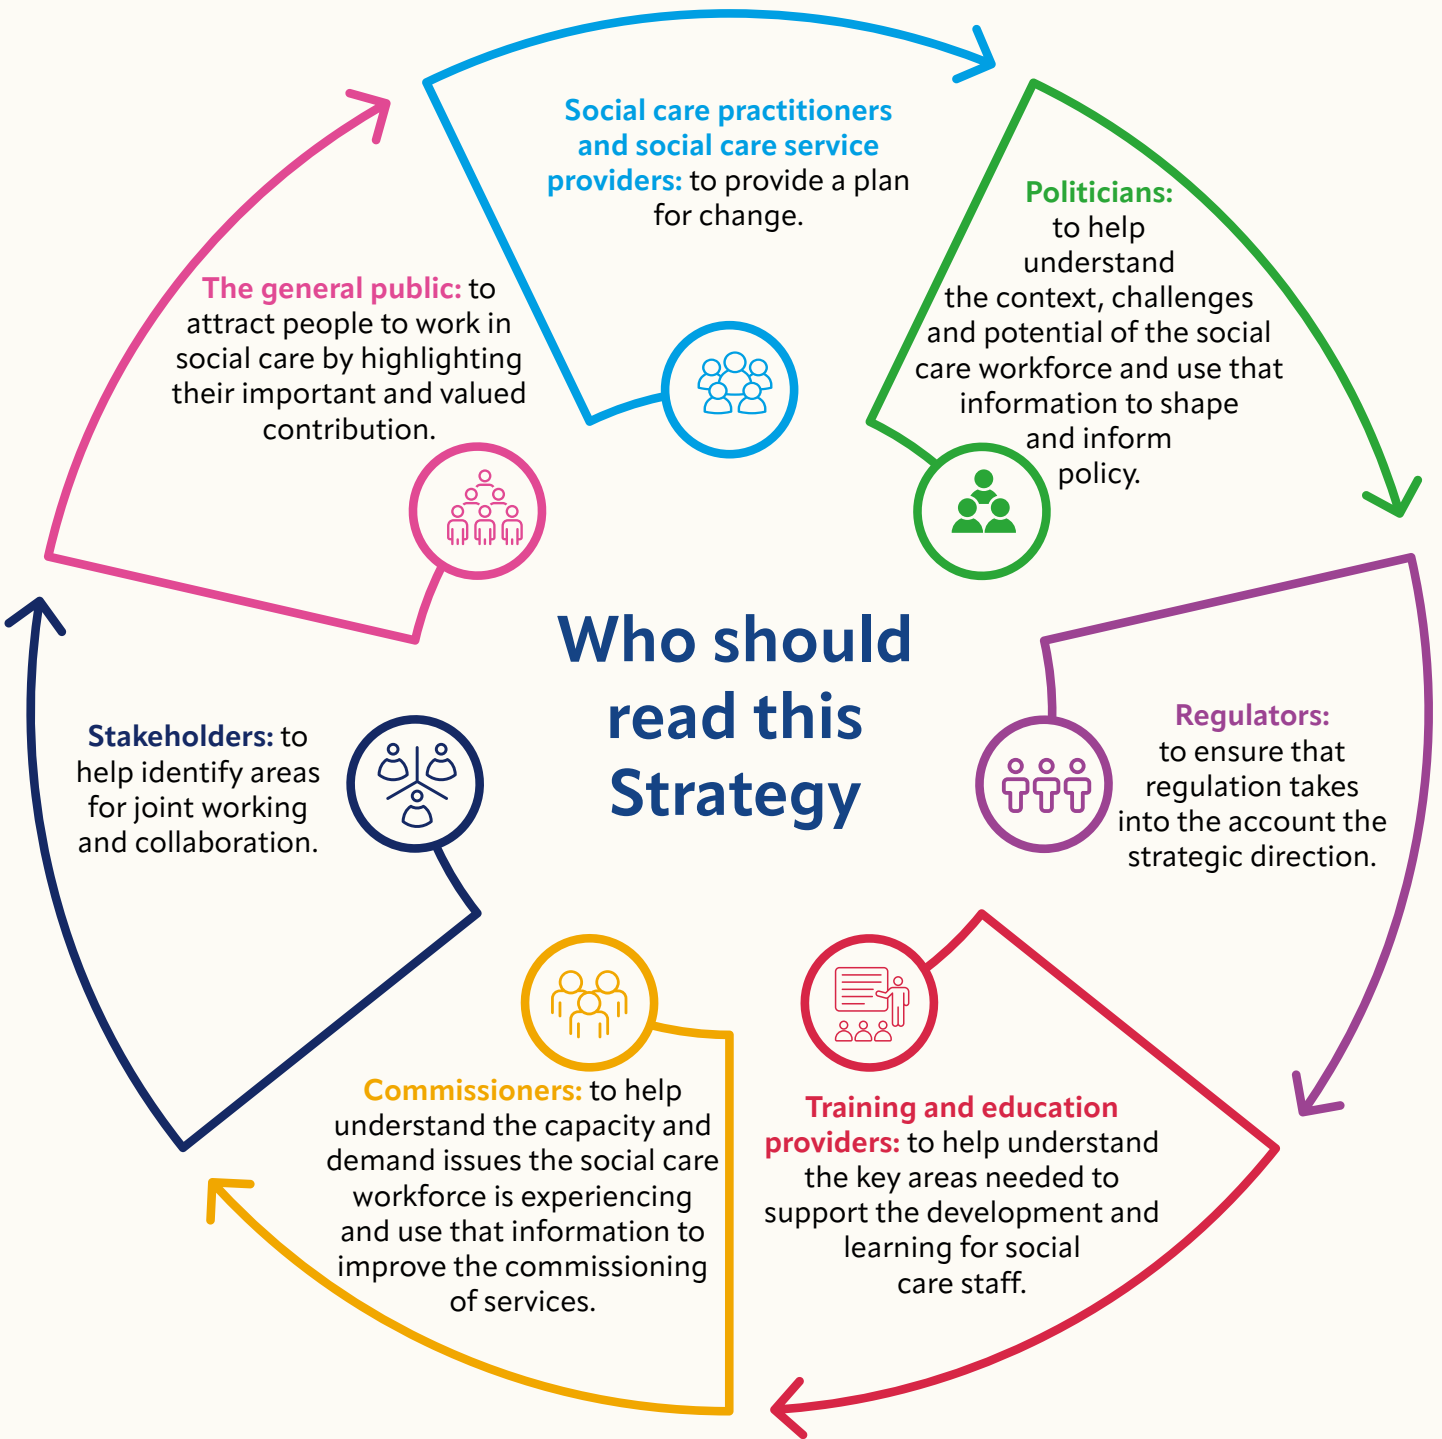 Social care practitioners
and social care service
providers: to provide a plan
for change.
Politicians:
to help
understand
the context, challenges
and potential of the social
care workforce and use that
information to shape
and inform
policy.
Regulators:
to ensure that
regulation takes
into the account the
strategic direction.
Training and education
providers: to help understand
the key areas needed to
support the development and
learning for social
care staff.
Commissioners: to help
understand the capacity and
demand issues the social care
workforce is experiencing
and use that information to
improve the commissioning
of services.
Stakeholders: to
help identify areas
for joint working
and collaboration.
The general public: to
attract people to work in
social care by highlighting
their important and valued
contribution.
Who should
read this
Strategy